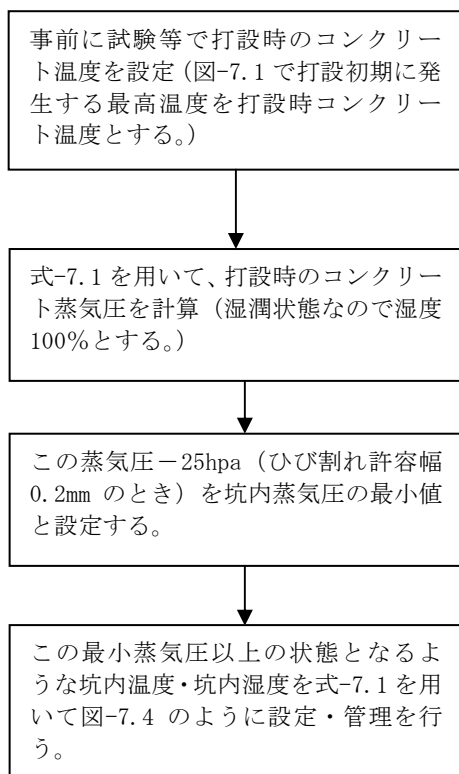 事前に試験等で打設時のコンクリー
ト温度を設定(図-7.1 で打設初期に発
生する最高温度を打設時コンクリー
ト温度とする。)
式-7.1 を用いて、打設時のコンクリー
ト蒸気圧を計算（湿潤状態なので湿度
100％とする。)
この蒸気圧－25hpa（ひび割れ許容幅
0.2mm のとき）を坑内蒸気圧の最小値
と設定する。
この最小蒸気圧以上の状態となるよ
うな坑内温度・坑内湿度を式-7.1 を用
いて図-7.4 のように設定・管理を行
う。